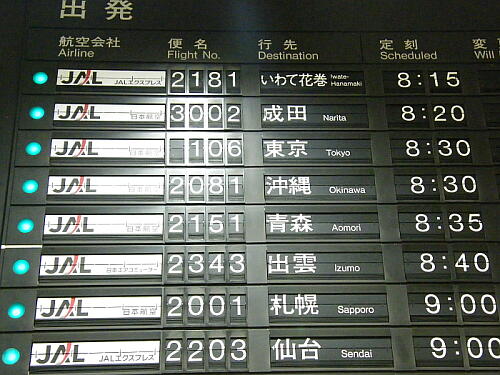 出発
航空会社 便名 行先 定刻 変
Airline Flight No. Destination Scheduled Will
JAL JALエクスプレス 2181 いわて花巻 Iwate-Hanamaki 8:15
JAL 日本航空 3002 成田 Narita 8:20
JAL 日本航空 106 東京 Tokyo 8:30
JAL 日本航空 2081 沖縄 Okinawa 8:30
JAL 日本航空 2151 青森 Aomori 8:35
JAL 日本エアコミューター 2343 出雲 Izumo 8:40
JAL 日本航空 2001 札幌 Sapporo 9:00
JAL JALエクスプレス 2203 仙台 Sendai 9:00